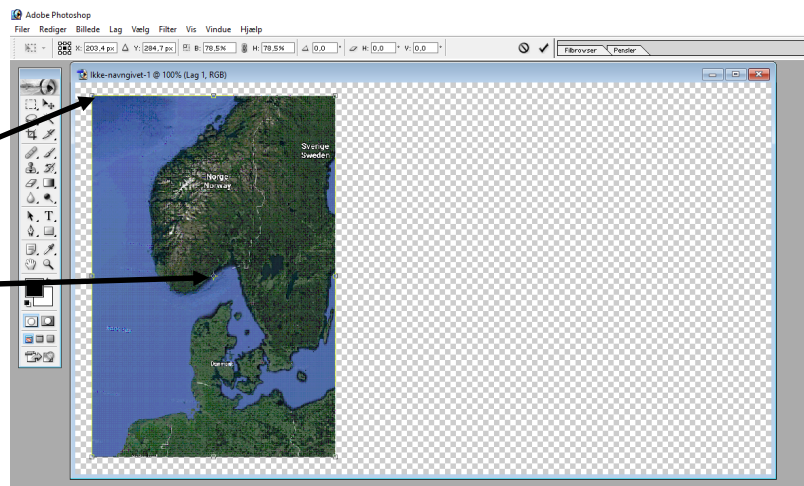 Adobe Photoshop
Filer Rediger Billede Lag Vælg Filter Vis Vindue Hjælp
X: 203,4 px Y: 284,7 px B: 78,5% H: 78,5% 0,0 ° H: 0,0 ° V: 0,0 ° Filbrowser Pensler
Ikke-navngivet-1 @ 100% (Lag 1, RGB)
Sverige
Sweden
Norge
Norway
T